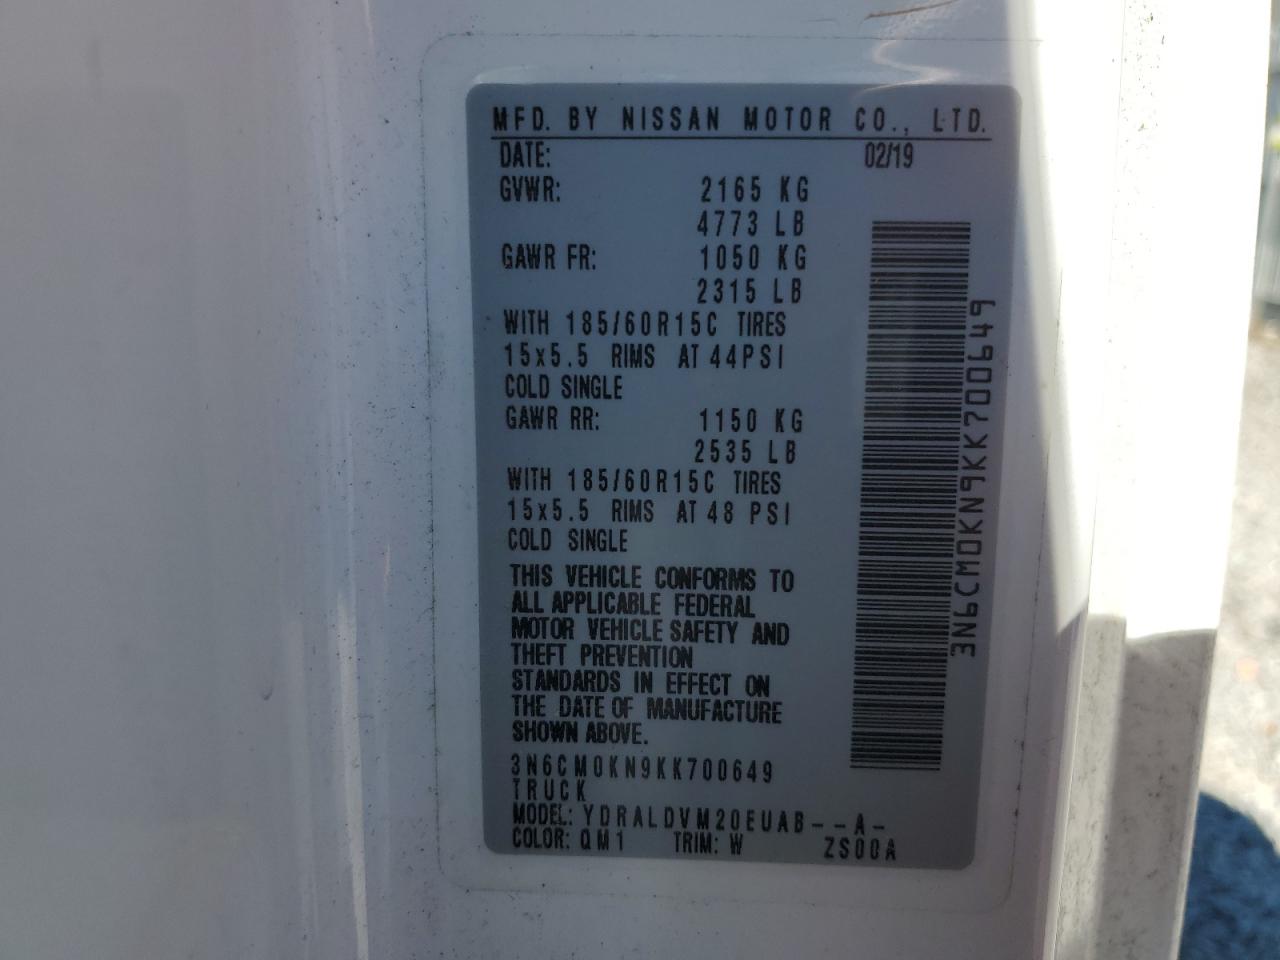 MFD. BY NISSAN MOTOR CO., LTD.
DATE: 02/19
GVWR: 2165 KG
4773 LB
GAWR FR: 1050 KG
2315 LB
WITH 185/60R15C TIRES
15x5.5 RIMS AT 44PSI
COLD SINGLE
GAWR RR: 1150 KG
2535 LB
WITH 185/60R15C TIRES
15x5.5 RIMS AT 48 PSI
COLD SINGLE
THIS VEHICLE CONFORMS TO
ALL APPLICABLE FEDERAL
MOTOR VEHICLE SAFETY AND
THEFT PREVENTION
STANDARDS IN EFFECT ON
THE DATE OF MANUFACTURE
SHOWN ABOVE.
3N6CM0KN9KK700649
TRUCK
MODEL: YDRALDVM20EUAB--A-
COLOR: QM1 TRIM: W ZS00A
3N6CM0KN9KK700649